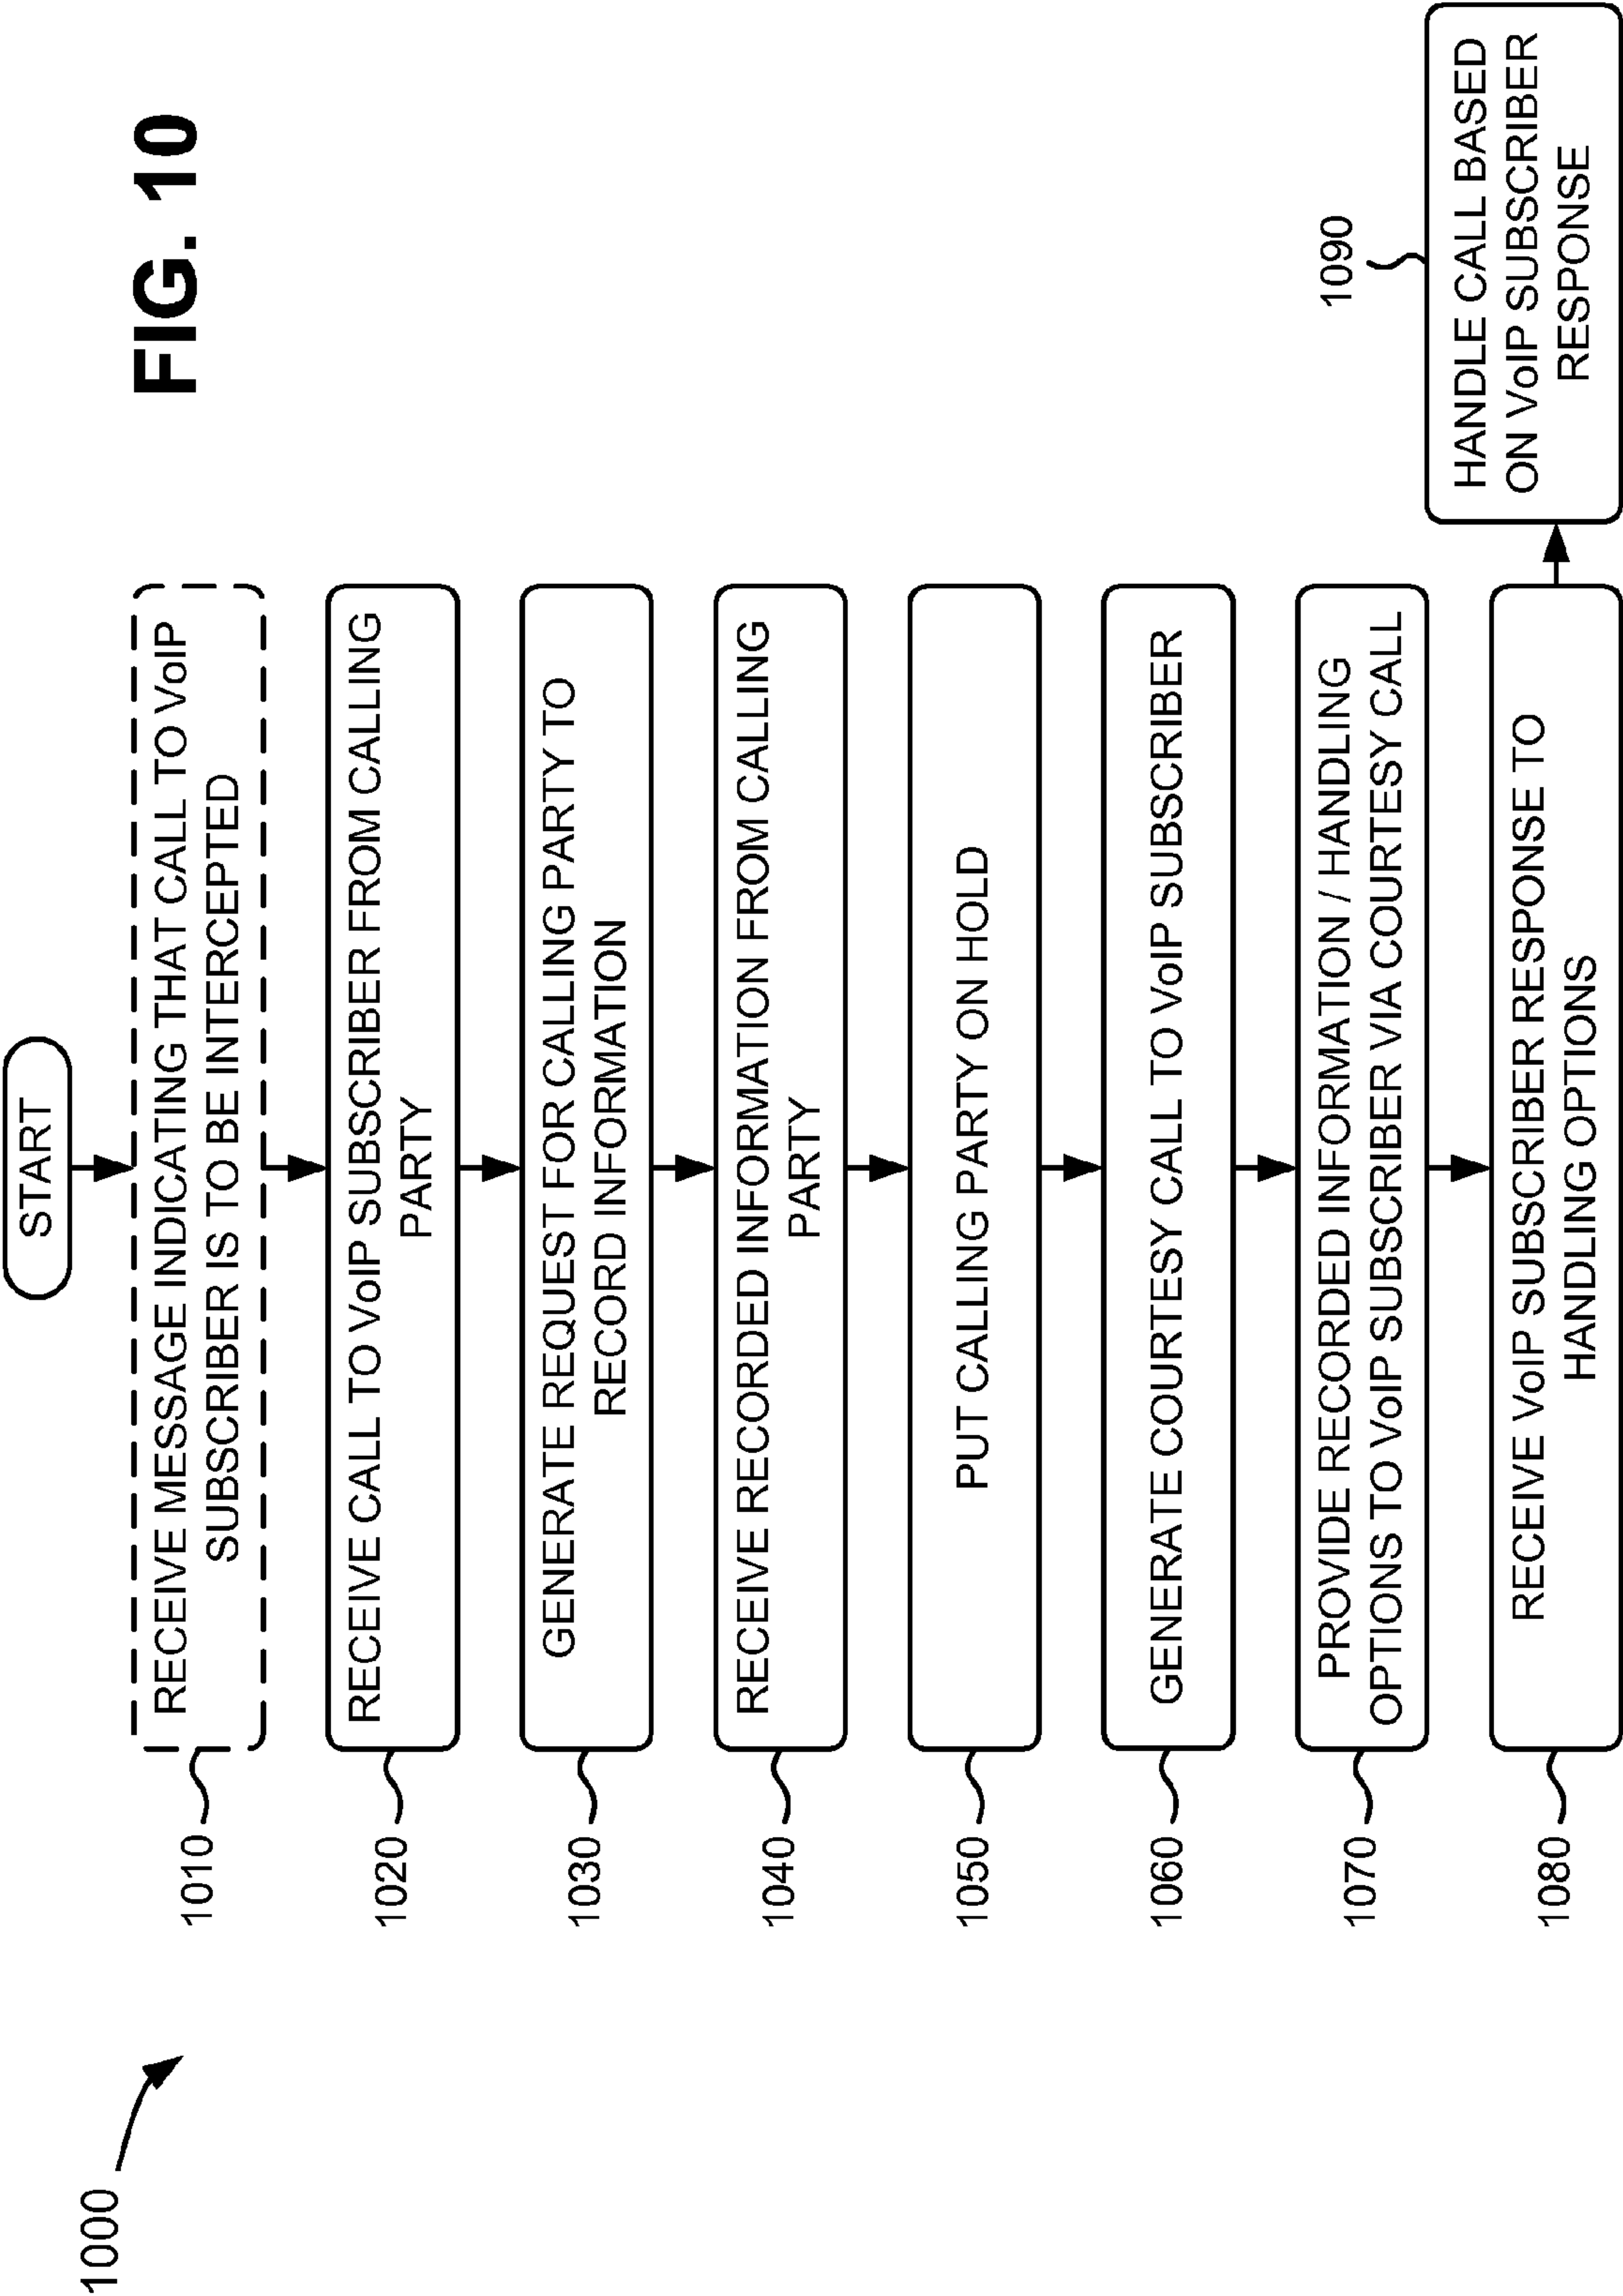 FIG. 10
1000
START
1010
RECEIVE MESSAGE INDICATING THAT CALL TO VoIP
SUBSCRIBER IS TO BE INTERCEPTED
1020
RECEIVE CALL TO VoIP SUBSCRIBER FROM CALLING
PARTY
1030
GENERATE REQUEST FOR CALLING PARTY TO
RECORD INFORMATION
1040
RECEIVE RECORDED INFORMATION FROM CALLING
PARTY
1050
PUT CALLING PARTY ON HOLD
1060
GENERATE COURTESY CALL TO VoIP SUBSCRIBER
1070
PROVIDE RECORDED INFORMATION / HANDLING
OPTIONS TO VoIP SUBSCRIBER VIA COURTESY CALL
1080
RECEIVE VoIP SUBSCRIBER RESPONSE TO
HANDLING OPTIONS
1090
HANDLE CALL BASED
ON VoIP SUBSCRIBER
RESPONSE